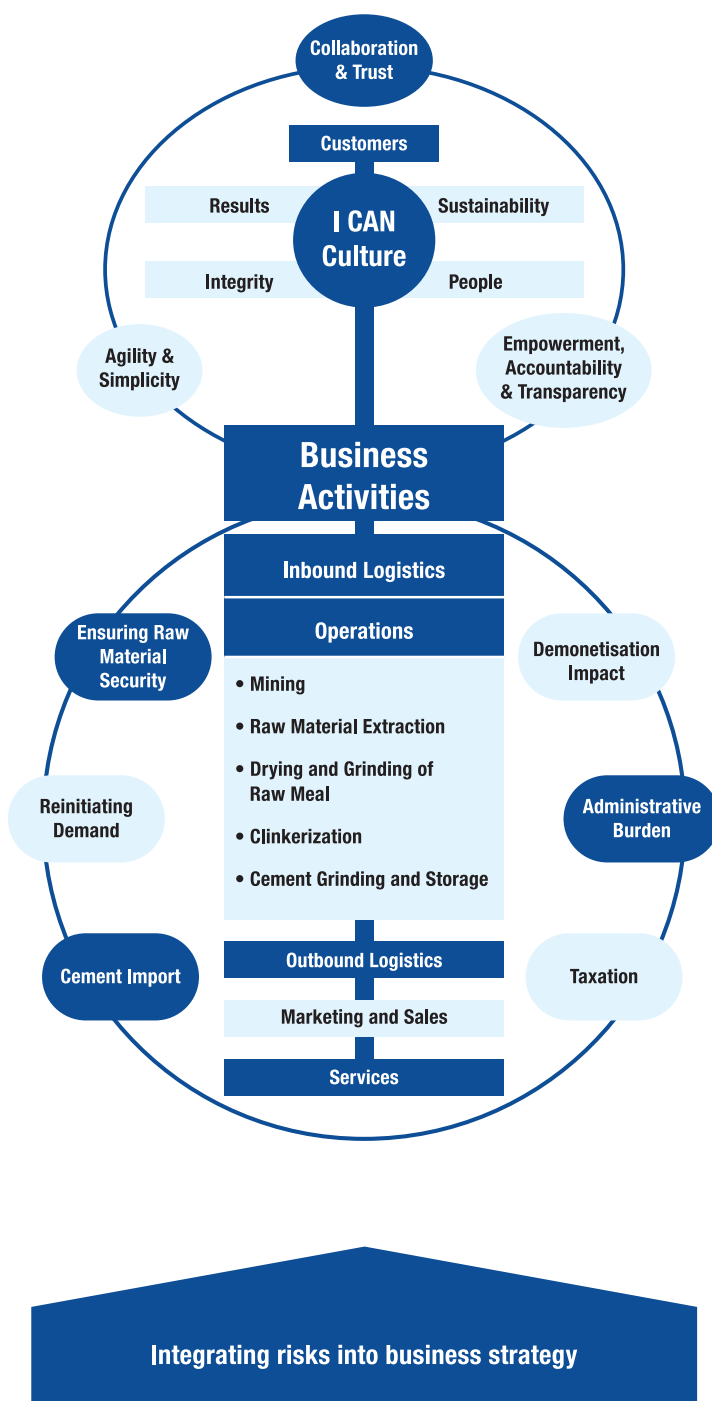 Collaboration
& Trust
Customers
Results
I CAN
Culture
Sustainability
Integrity
People
Agility &
Simplicity
Empowerment,
Accountability
& Transparency
Business
Activities
Inbound Logistics
Operations
Ensuring Raw
Material
Security
Demonetisation
Impact
• Mining
• Raw Material Extraction
• Drying and Grinding of
Raw Meal
• Clinkerization
• Cement Grinding and Storage
Reinitiating
Demand
Administrative
Burden
Cement Import
Outbound Logistics
Taxation
Marketing and Sales
Services
Integrating risks into business strategy